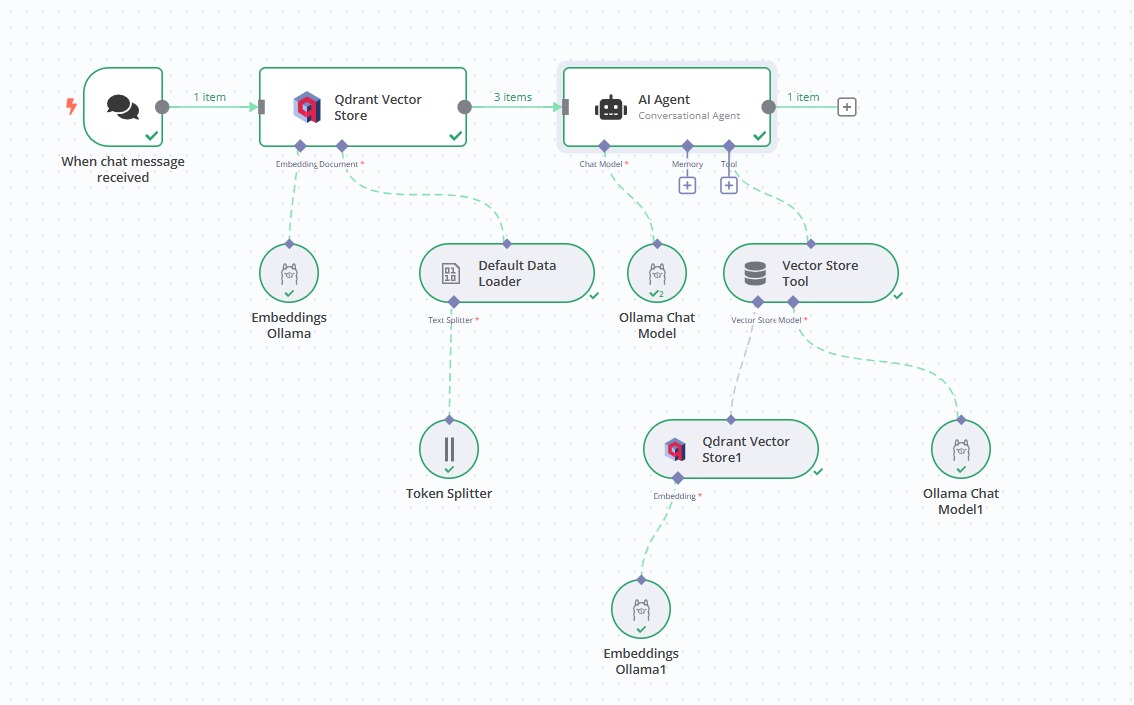 1 item
3 items
1 item
Qdrant Vector
Store
AI Agent
Conversational Agent
When chat message
received
Embedding
Document *
Chat Model *
Memory
Tool
Default Data
Loader
Vector Store
Tool
2
Embeddings
Ollama
Text Splitter *
Ollama Chat
Model
Vector Store
Model *
Qdrant Vector
Store1
Token Splitter
Embedding *
Ollama Chat
Model1
Embeddings
Ollama1